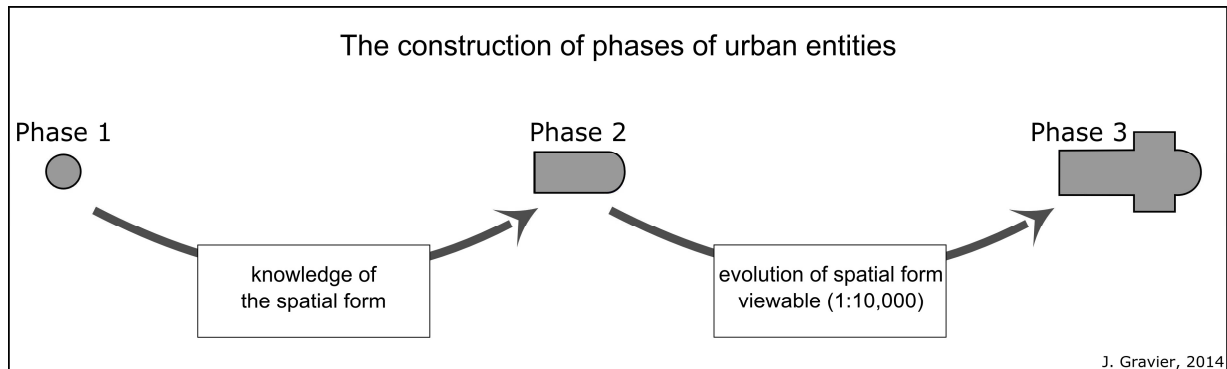 The construction of phases of urban entities
Phase 1
Phase 2
Phase 3
knowledge of
the spatial form
evolution of spatial form
viewable (1:10,000)
J. Gravier, 2014